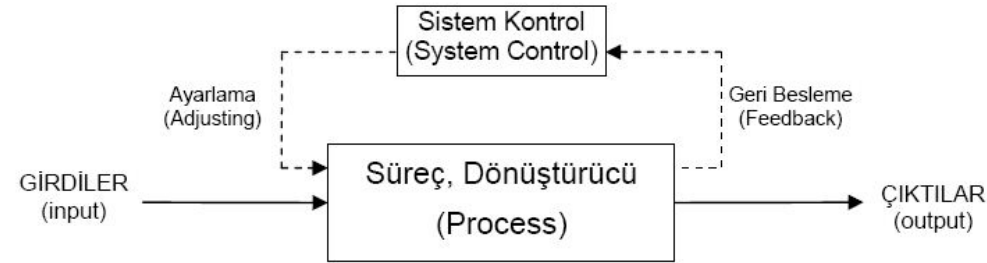 Sistem Kontrol
(System Control)
Ayarlama
(Adjusting)
Geri Besleme
(Feedback)
GİRDİLER
(input)
Süreç, Dönüştürücü
(Process)
ÇIKTILAR
(output)